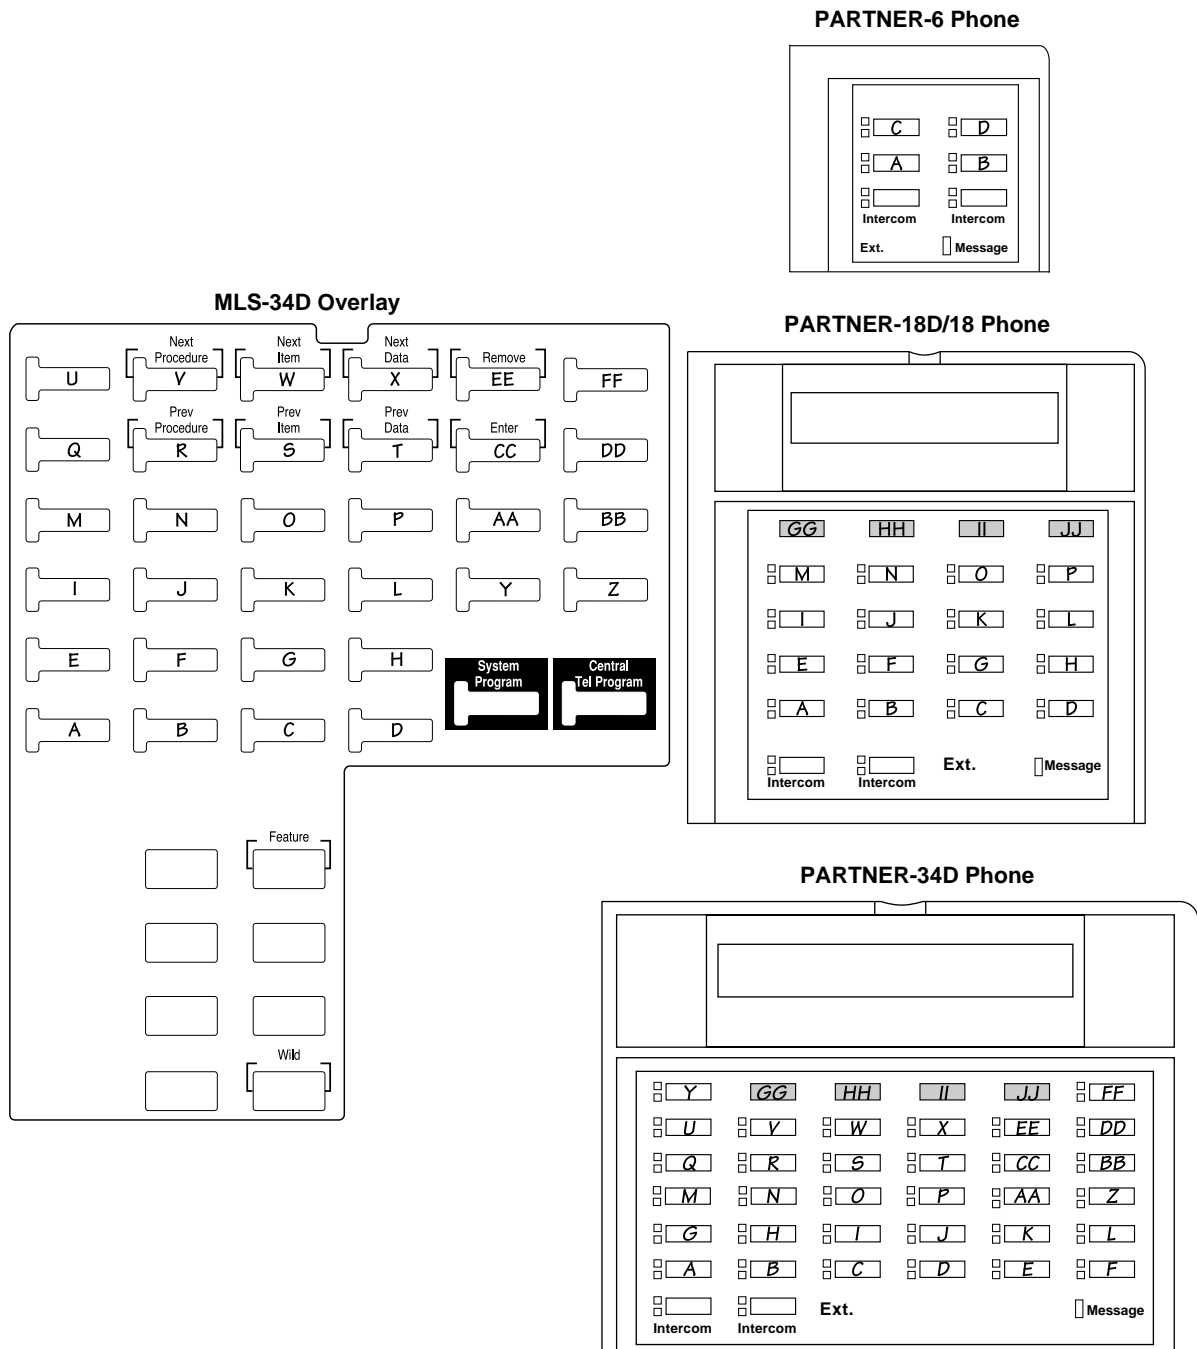 PARTNER-6 Phone
C D
A B
Intercom Intercom
Ext. Message
MLS-34D Overlay
Next Procedure Next Item Next Data Remove
U V W X EE FF
Prev Procedure Prev Item Prev Data Enter
Q R S T CC DD
M N O P AA BB
I J K L Y Z
E F G H
System Program Central Tel Program
A B C D
Feature
Wild
PARTNER-18D/18 Phone
GG HH II JJ
M N O P
I J K L
E F G H
A B C D
Ext. Message
Intercom Intercom
PARTNER-34D Phone
Y GG HH II JJ FF
U V W X EE DD
Q R S T CC BB
M N O P AA Z
G H I J K L
A B C D E F
Ext. Message
Intercom Intercom